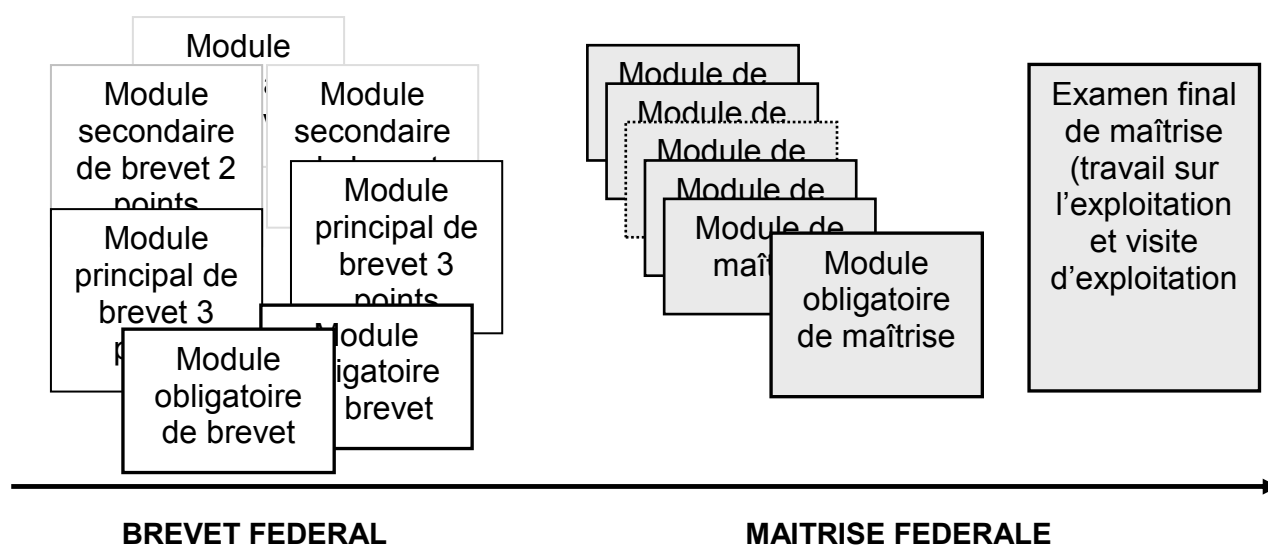 Module
Module
secondaire
de brevet 2
points
Module
secondaire
Module
principal de
brevet 3
points
Module
principal de
brevet 3
Module
obligatoire
de brevet
brevet
Module de
Module de
Module de
Module de
Module de
Module
obligatoire
de maîtrise
Examen final
de maîtrise
(travail sur
l’exploitation
et visite
d’exploitation
BREVET FEDERAL
MAITRISE FEDERALE